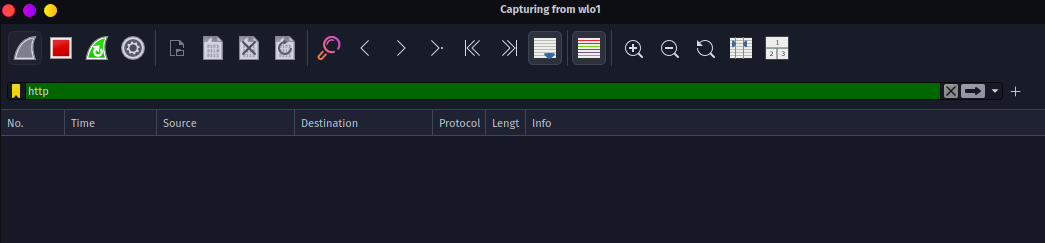 Capturing from wlo1
http
No. Time Source Destination Protocol Lengt Info